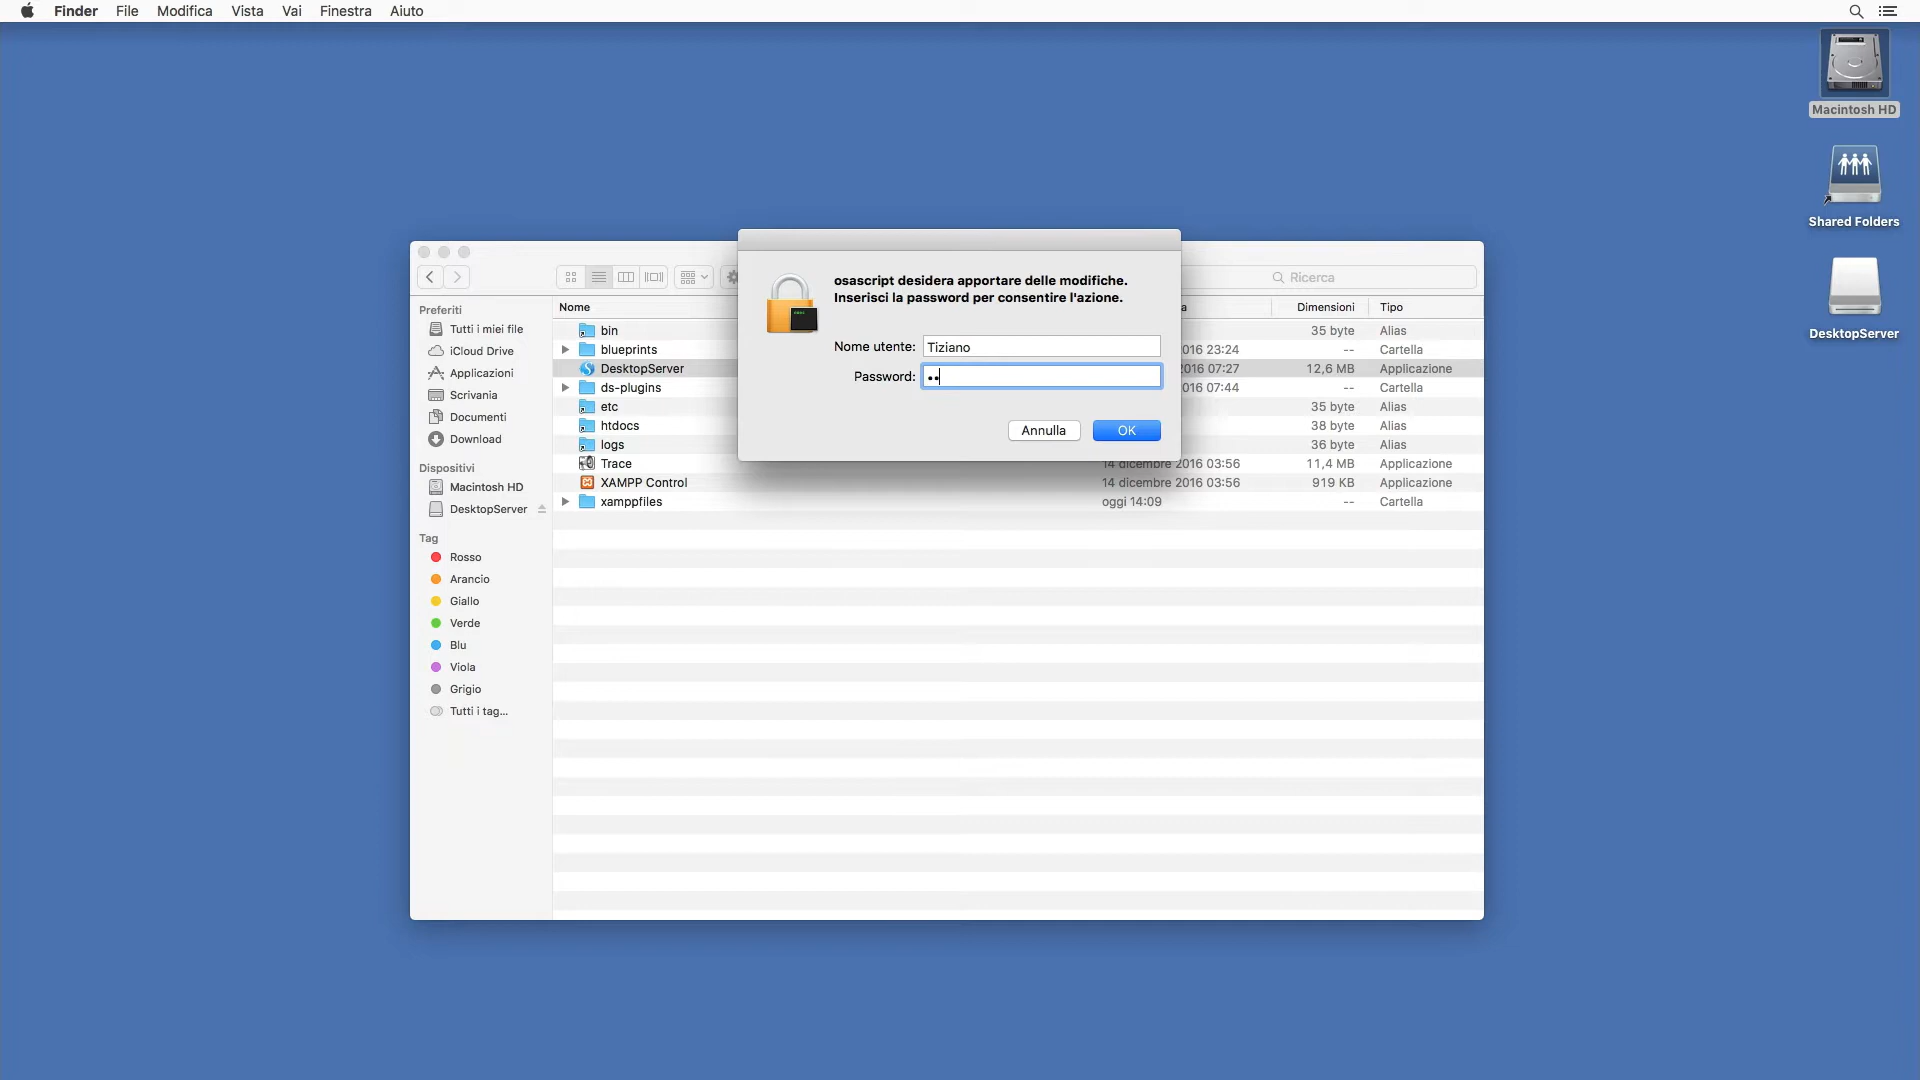 Finder File Modifica Vista Vai Finestra Aiuto
Macintosh HD
Shared Folders
DesktopServer
Ricerca
osascript desidera apportare delle modifiche.
Inserisci la password per consentire l'azione.
Nome utente: Tiziano
Password: ••
Annulla OK
Preferiti
Tutti i miei file
iCloud Drive
Applicazioni
Scrivania
Documenti
Download
Dispositivi
Macintosh HD
DesktopServer
Tag
Rosso
Arancio
Giallo
Verde
Blu
Viola
Grigio
Tutti i tag...
Nome a Dimensioni Tipo
bin 35 byte Alias
blueprints 016 23:24 -- Cartella
DesktopServer 2016 07:27 12,6 MB Applicazione
ds-plugins 016 07:44 -- Cartella
etc 35 byte Alias
htdocs 38 byte Alias
logs 36 byte Alias
Trace 14 dicembre 2016 03:56 11,4 MB Applicazione
XAMPP Control 14 dicembre 2016 03:56 919 KB Applicazione
xamppfiles oggi 14:09 -- Cartella